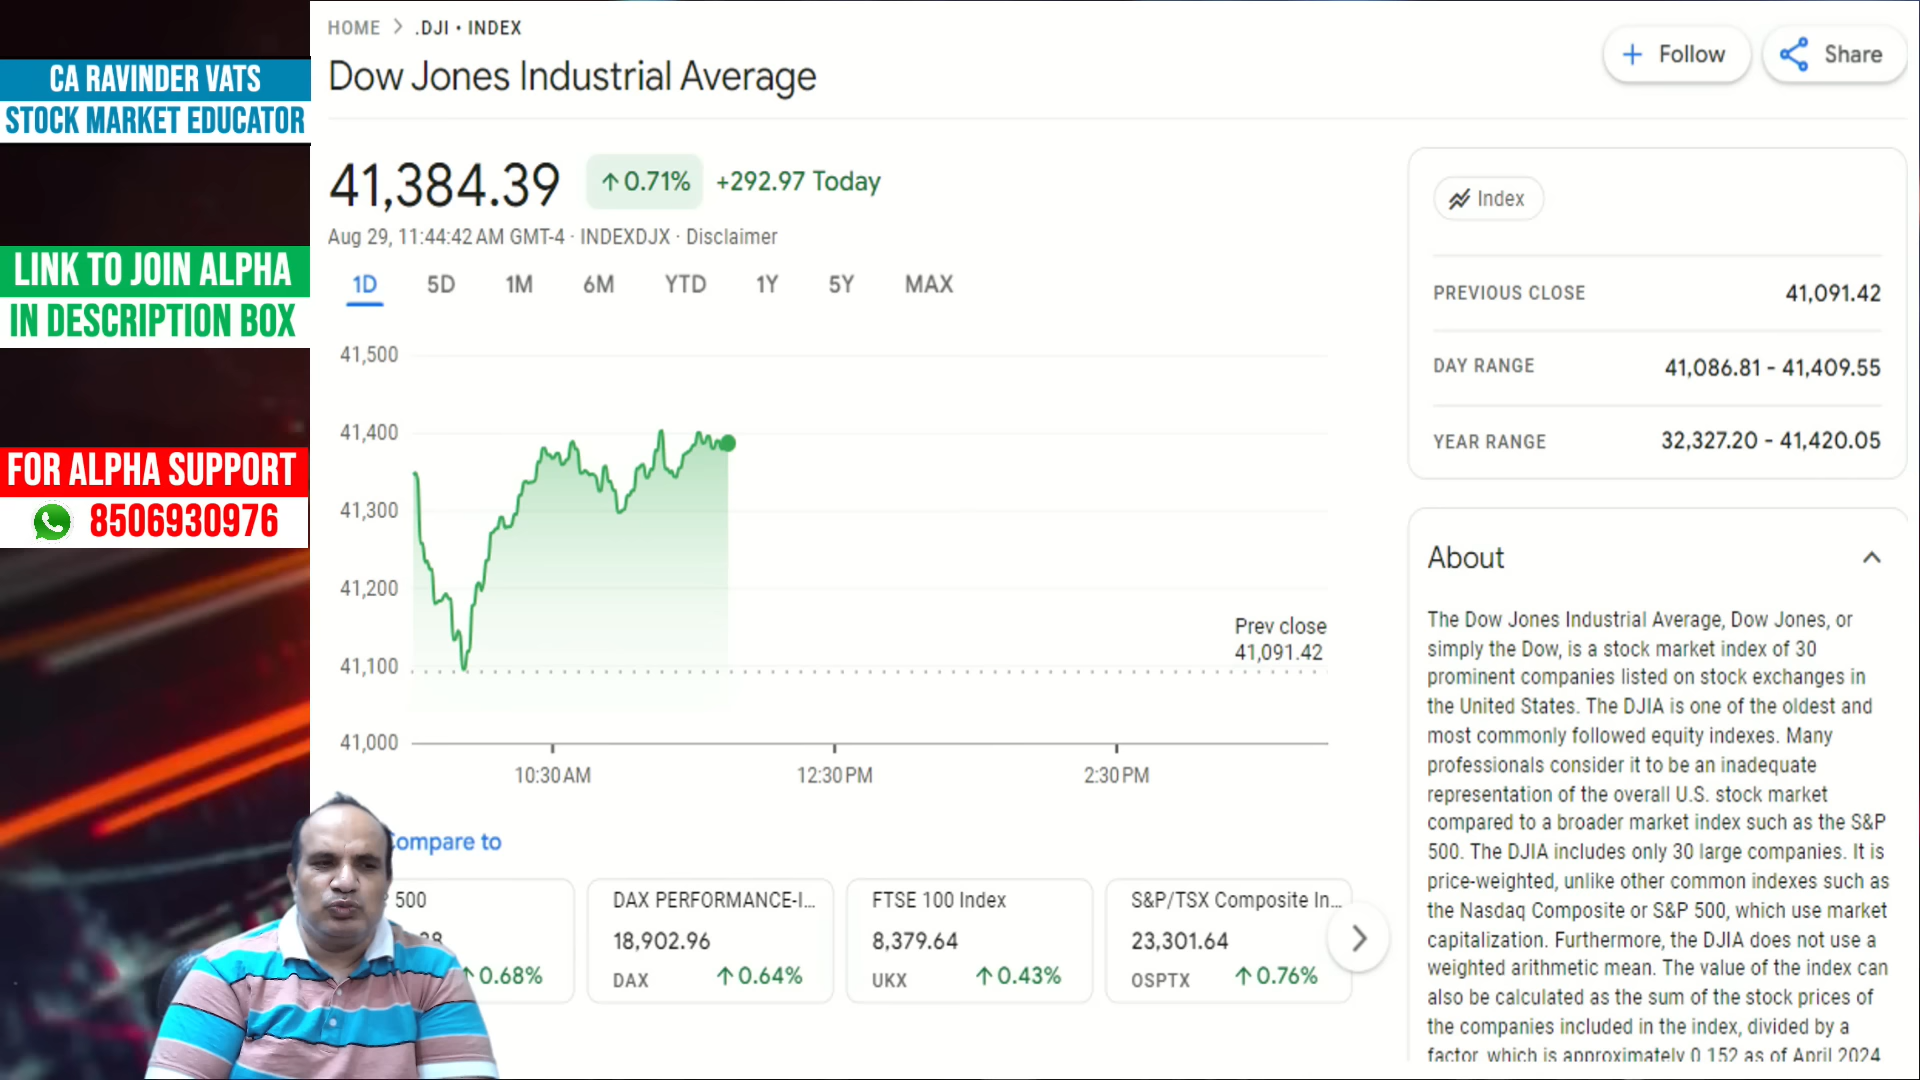 CA RAVINDER VATS
STOCK MARKET EDUCATOR
LINK TO JOIN ALPHA
IN DESCRIPTION BOX
FOR ALPHA SUPPORT
8506930976
HOME > .DJI • INDEX
Dow Jones Industrial Average
+ Follow
Share
41,384.39 ↑0.71% +292.97 Today
Aug 29, 11:44:42 AM GMT-4 · INDEXDJX · Disclaimer
1D 5D 1M 6M YTD 1Y 5Y MAX
41,500
41,400
41,300
41,200
41,100
41,000
Prev close
41,091.42
10:30 AM 12:30 PM 2:30 PM
Index
PREVIOUS CLOSE 41,091.42
DAY RANGE 41,086.81 - 41,409.55
YEAR RANGE 32,327.20 - 41,420.05
About
The Dow Jones Industrial Average, Dow Jones, or
simply the Dow, is a stock market index of 30
prominent companies listed on stock exchanges in
the United States. The DJIA is one of the oldest and
most commonly followed equity indexes. Many
professionals consider it to be an inadequate
representation of the overall U.S. stock market
compared to a broader market index such as the S&P
500. The DJIA includes only 30 large companies. It is
price-weighted, unlike other common indexes such as
the Nasdaq Composite or S&P 500, which use market
capitalization. Furthermore, the DJIA does not use a
weighted arithmetic mean. The value of the index can
also be calculated as the sum of the stock prices of
the companies included in the index, divided by a
factor, which is approximately 0.152 as of April 2024
ompare to
500
38
↑0.68%
DAX PERFORMANCE-I...
18,902.96
DAX ↑0.64%
FTSE 100 Index
8,379.64
UKX ↑0.43%
S&P/TSX Composite In...
23,301.64
OSPTX ↑0.76%